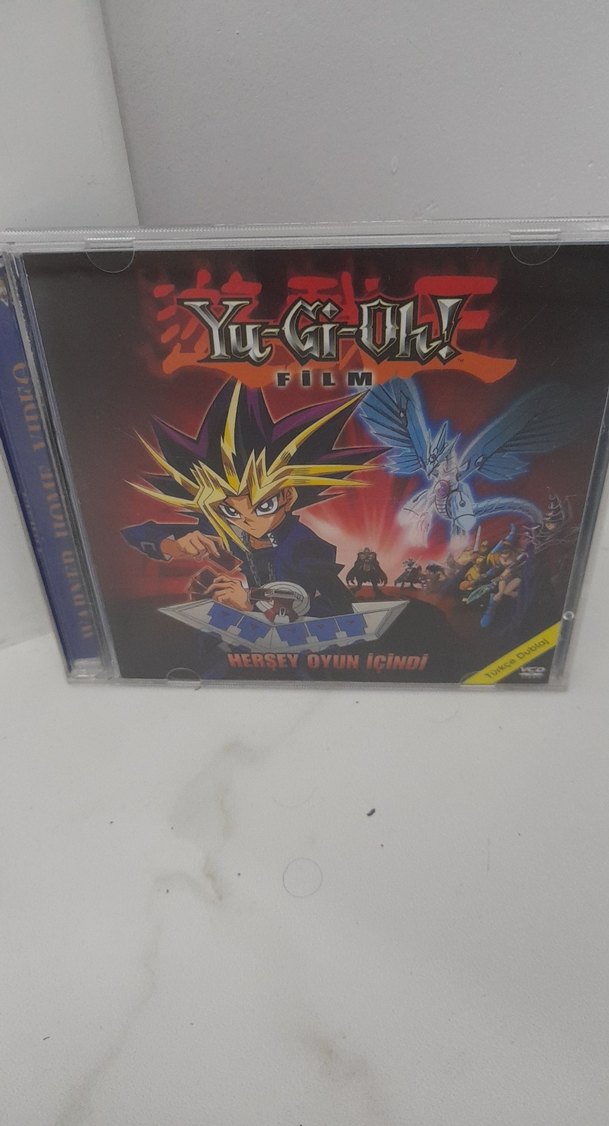 遊戯王
Yu-Gi-Oh!
FİLM
HERŞEY OYUN İÇİNDİ
Türkçe Dublaj
VCD
WARNER HOME VIDEO